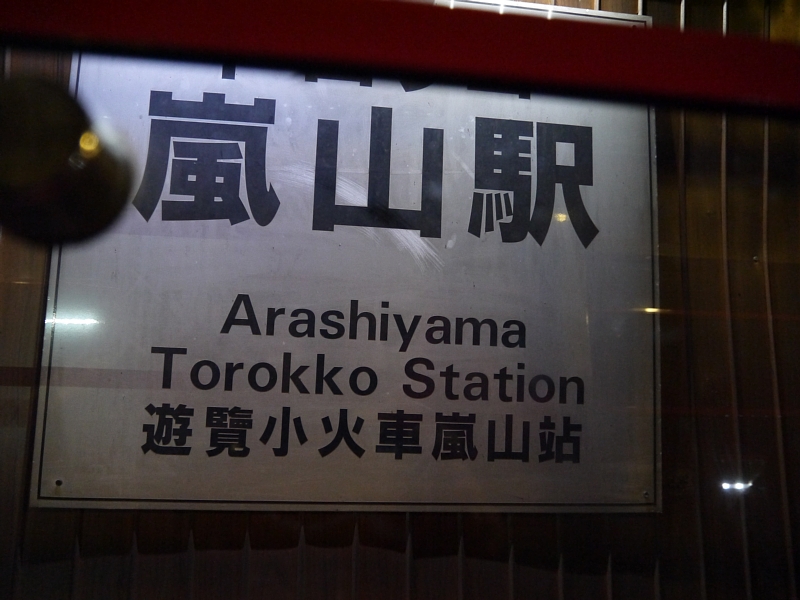 嵐山駅
Arashiyama
Torokko Station
遊覽小火車嵐山站